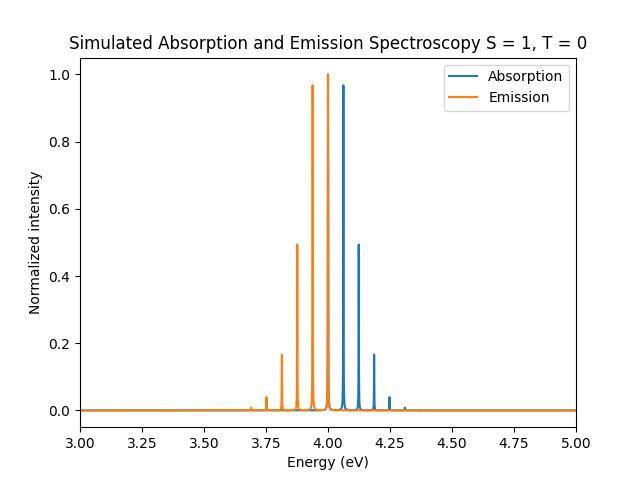 Simulated Absorption and Emission Spectroscopy S = 1, T = 0
Normalized intensity
1.0
0.8
0.6
0.4
0.2
0.0
Absorption
Emission
3.00 3.25 3.50 3.75 4.00 4.25 4.50 4.75 5.00
Energy (eV)